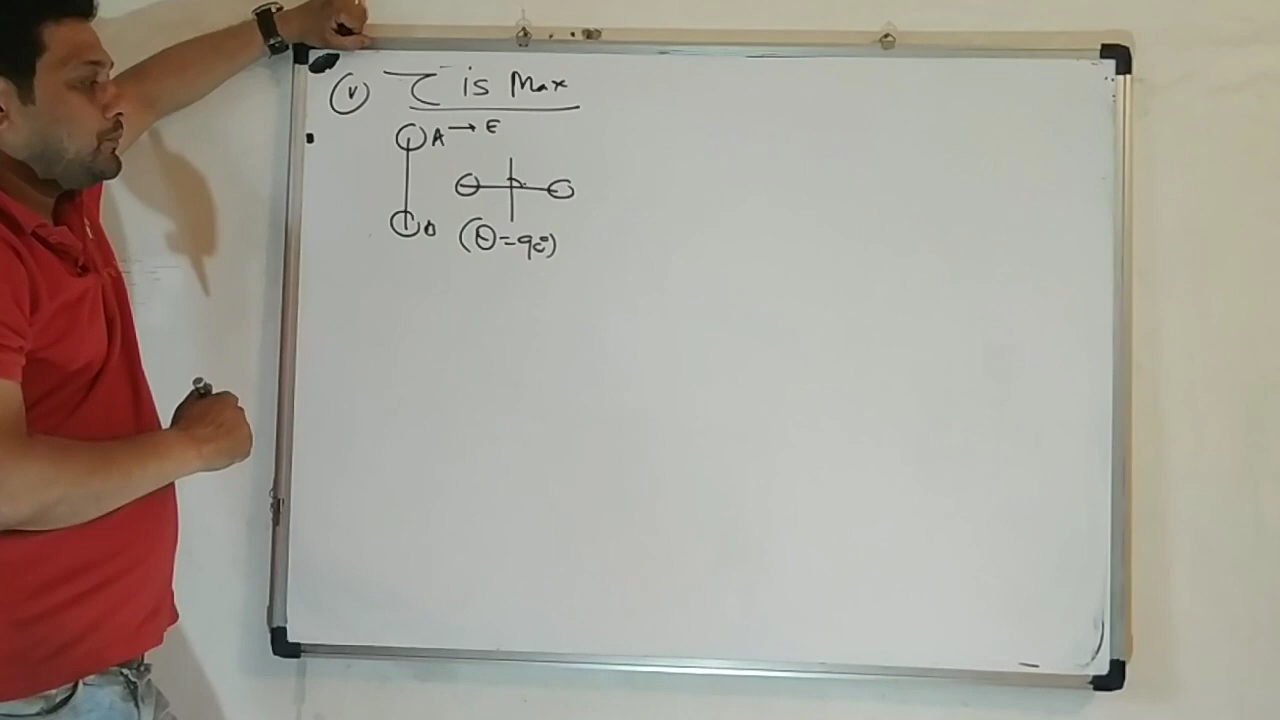 (v) τ is Max
A → E
B
(θ=90°)